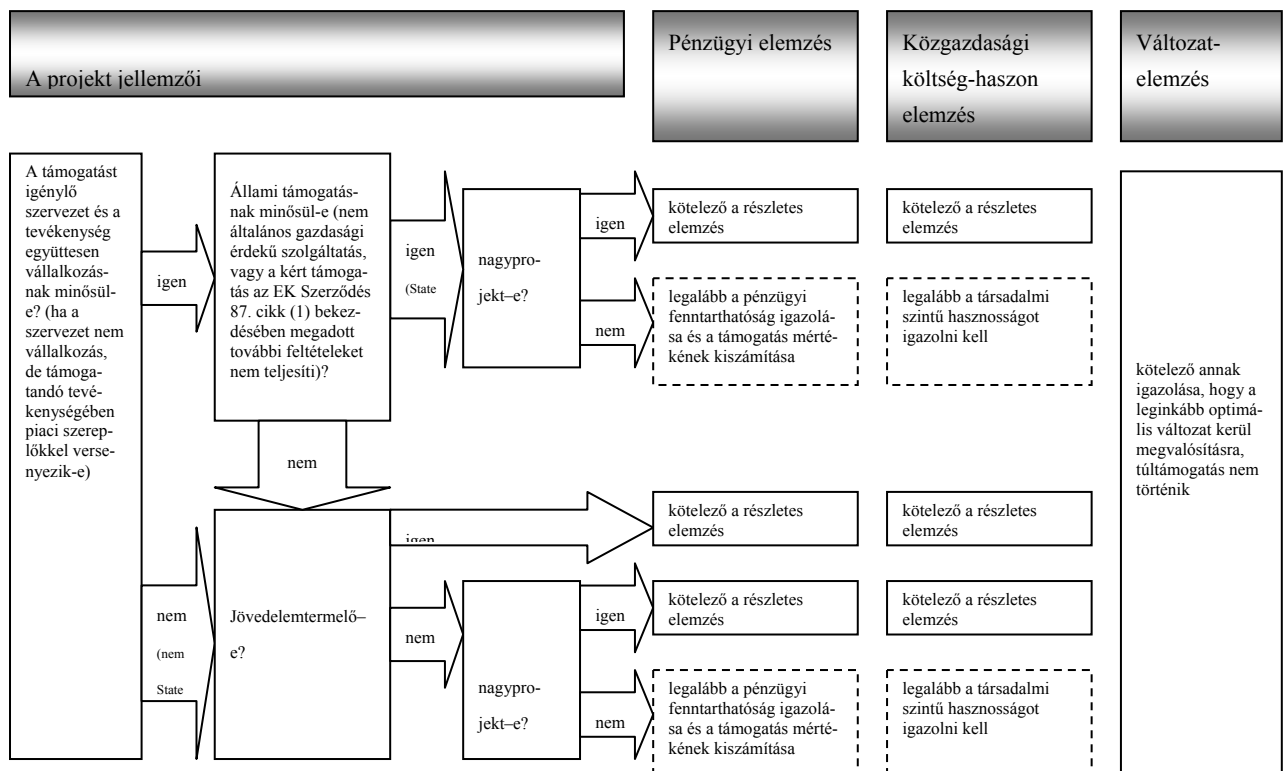 A projekt jellemzői
Pénzügyi elemzés
Közgazdasági
költség-haszon
elemzés
Változat-
elemzés
A támogatást
igénylő
szervezet és a
tevékenység
együttesen
vállalkozás-
nak minősül-
e? (ha a
szervezet nem
vállalkozás,
de támoga-
tandó tevé-
kenységében
piaci szerep-
lőkkel verse-
nyezik-e)
igen
Állami támogatás-
nak minősül-e (nem
általános gazdasági
érdekű szolgáltatás,
vagy a kért támoga-
tás az EK Szerződés
87. cikk (1) bekez-
désében megadott
további feltételeket
nem teljesíti)?
igen
(State
nagypro-
jekt–e?
igen
kötelező a részletes
elemzés
kötelező a részletes
elemzés
nem
legalább a pénzügyi
fenntarthatóság igazolá-
sa és a támogatás mérté-
kének kiszámítása
legalább a társadalmi
szintű hasznosságot
igazolni kell
kötelező annak
igazolása, hogy a
leginkább optimá-
lis változat kerül
megvalósításra,
túltámogatás nem
történik
nem
nem
(nem
State
Jövedelemtermelő–
e?
igen
kötelező a részletes
elemzés
kötelező a részletes
elemzés
nem
nagypro-
jekt–e?
igen
kötelező a részletes
elemzés
kötelező a részletes
elemzés
nem
legalább a pénzügyi
fenntarthatóság igazolá-
sa és a támogatás mérté-
kének kiszámítása
legalább a társadalmi
szintű hasznosságot
igazolni kell